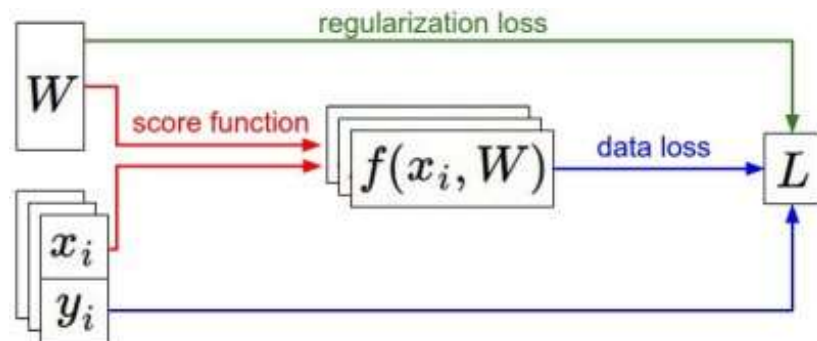 regularization loss
W
score function
f(x_i, W)
data loss
L
x_i
y_i